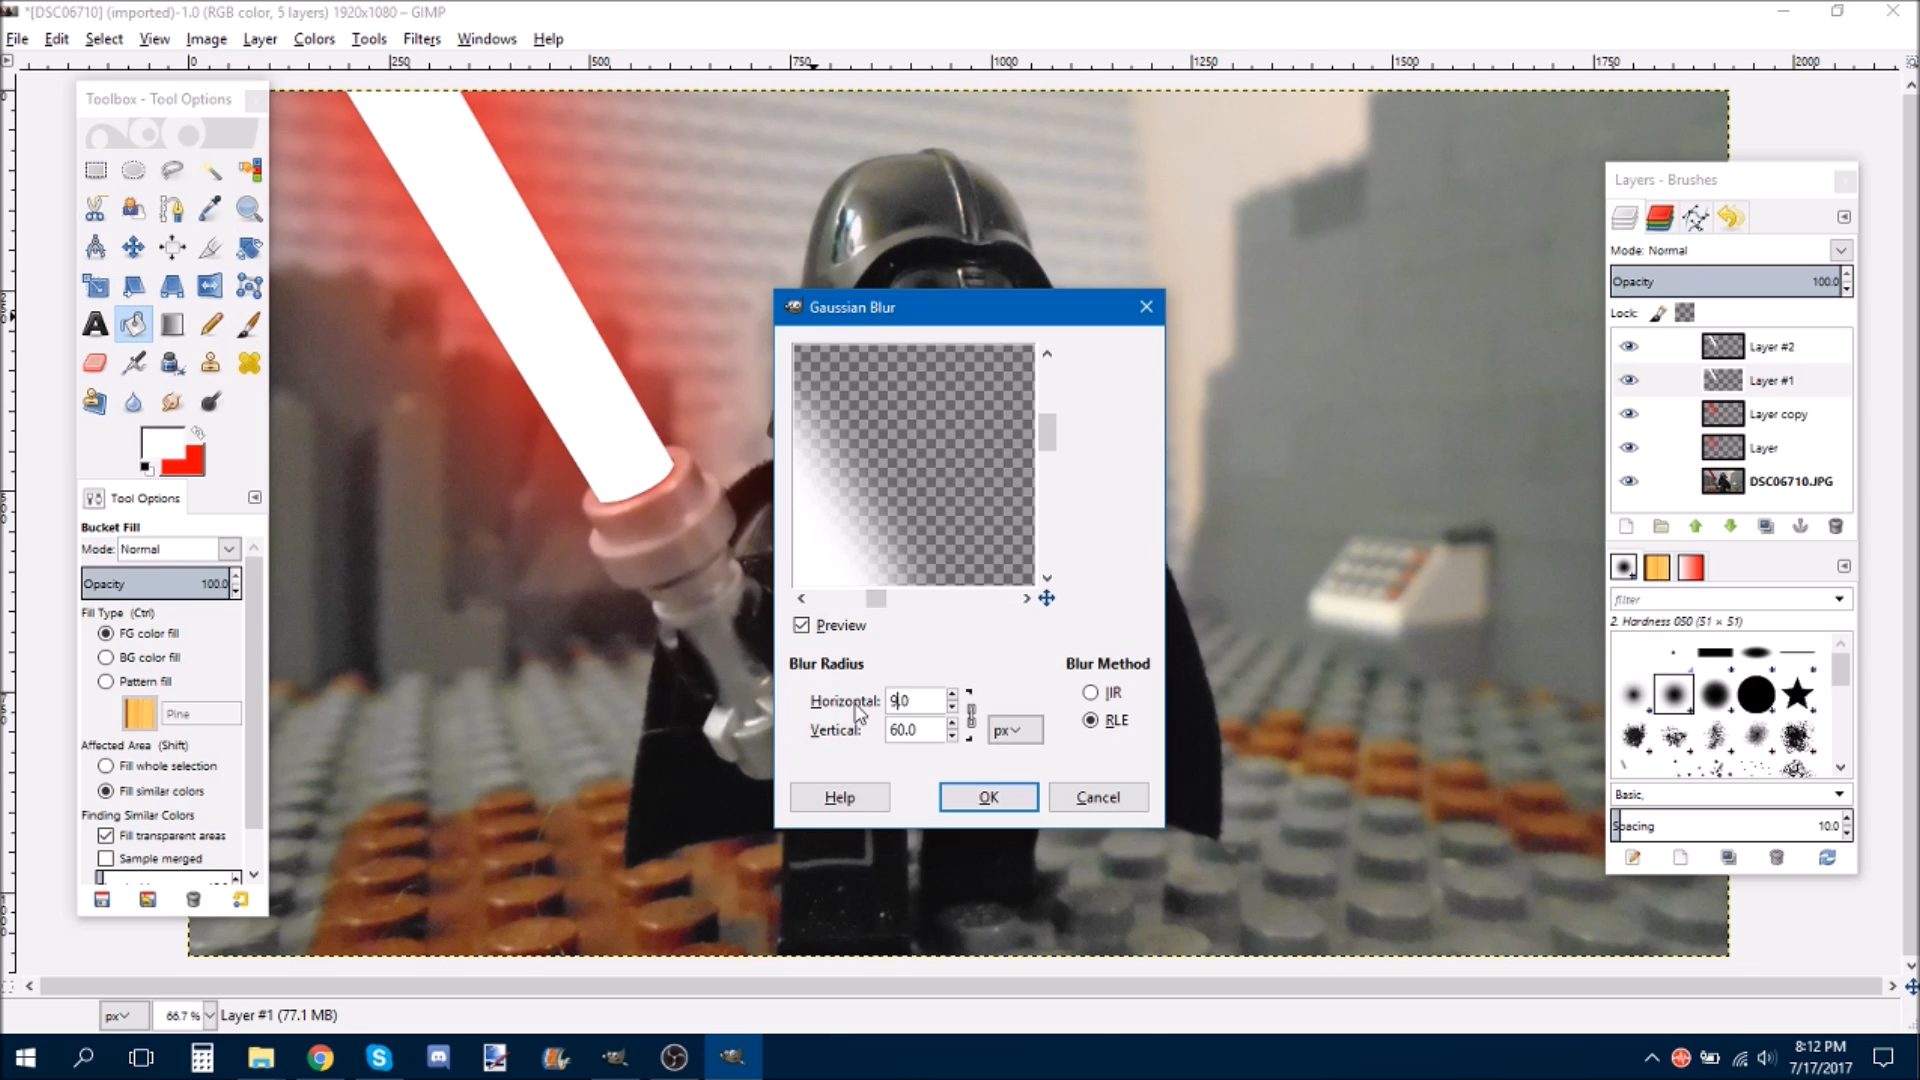 *[DSC06710] (imported)-1.0 (RGB color, 5 layers) 1920x1080 – GIMP
File Edit Select View Image Layer Colors Tools Filters Windows Help
0 250 500 750 1000 1250 1500 1750 2000
Toolbox - Tool Options
Tool Options
Bucket Fill
Mode: Normal
Opacity 100.0
Fill Type (Ctrl)
FG color fill
BG color fill
Pattern fill
Pine
Affected Area (Shift)
Fill whole selection
Fill similar colors
Finding Similar Colors
Fill transparent areas
Sample merged
Gaussian Blur
Preview
Blur Radius
Horizontal: 9.0
Vertical: 60.0
px
Blur Method
IIR
RLE
Help OK Cancel
Layers - Brushes
Mode: Normal
Opacity 100.0
Lock:
Layer #2
Layer #1
Layer copy
Layer
DSC06710.JPG
filter
2. Hardness 050 (51 × 51)
Basic,
Spacing 10.0
px 66.7 % Layer #1 (77.1 MB)
8:12 PM
7/17/2017